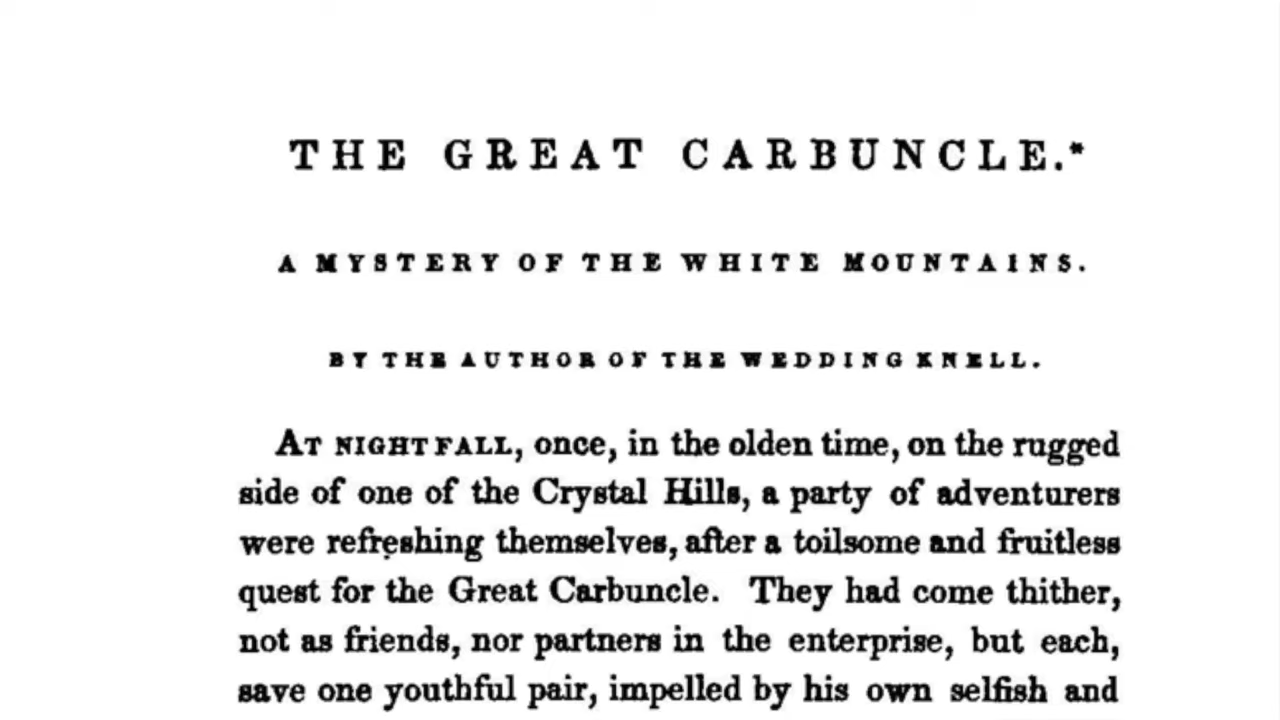 THE GREAT CARBUNCLE.*
A MYSTERY OF THE WHITE MOUNTAINS.
BY THE AUTHOR OF THE WEDDING KNELL.
AT NIGHTFALL, once, in the olden time, on the rugged
side of one of the Crystal Hills, a party of adventurers
were refreshing themselves, after a toilsome and fruitless
quest for the Great Carbuncle. They had come thither,
not as friends, nor partners in the enterprise, but each,
save one youthful pair, impelled by his own selfish and